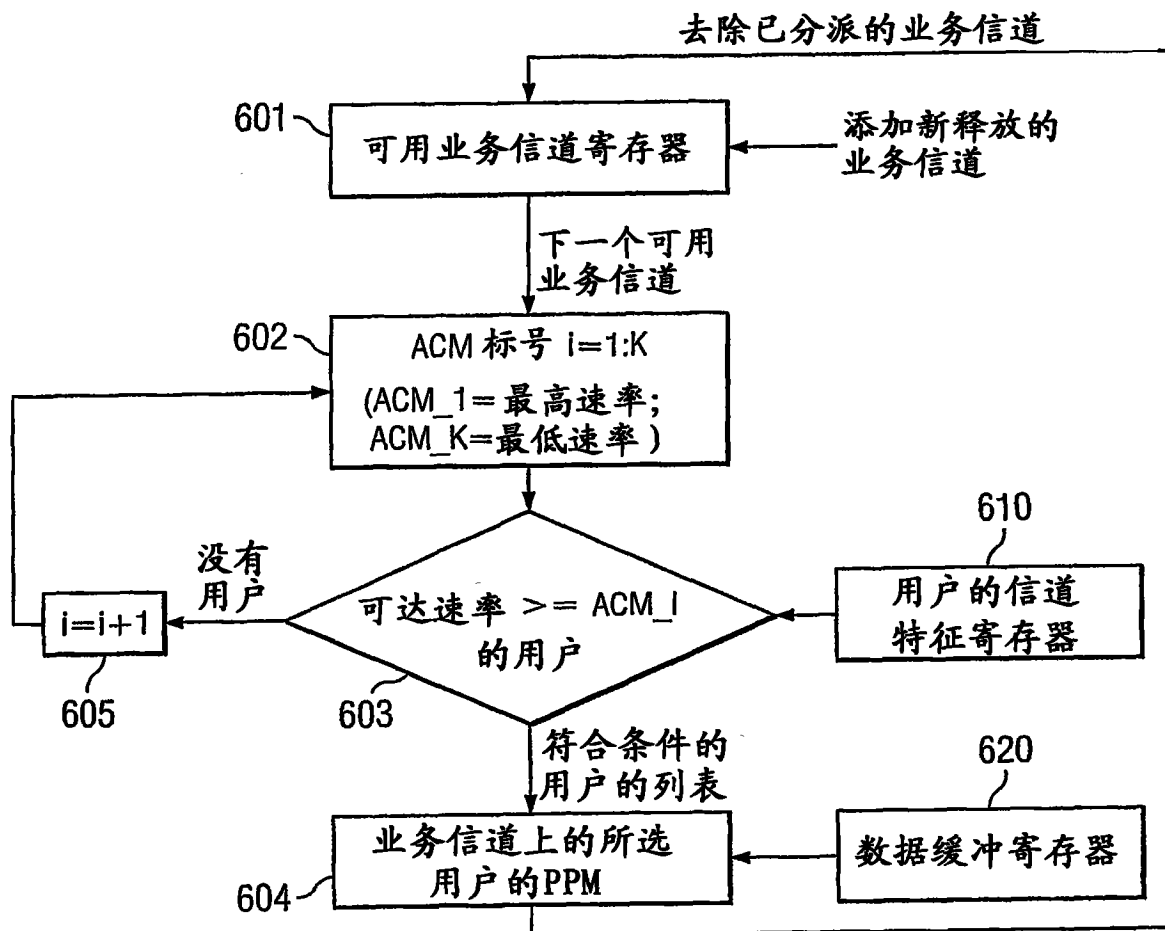 去除已分派的业务信道
601
可用业务信道寄存器
添加新释放的
业务信道
下一个可用
业务信道
602
ACM 标号 i=1:K
(ACM_1=最高速率;
ACM_K=最低速率)
610
没有
用户
i=i+1
605
可达速率 >= ACM_I
的用户
603
用户的信道
特征寄存器
符合条件的
用户的列表
620
业务信道上的所选
用户的PPM
604
数据缓冲寄存器